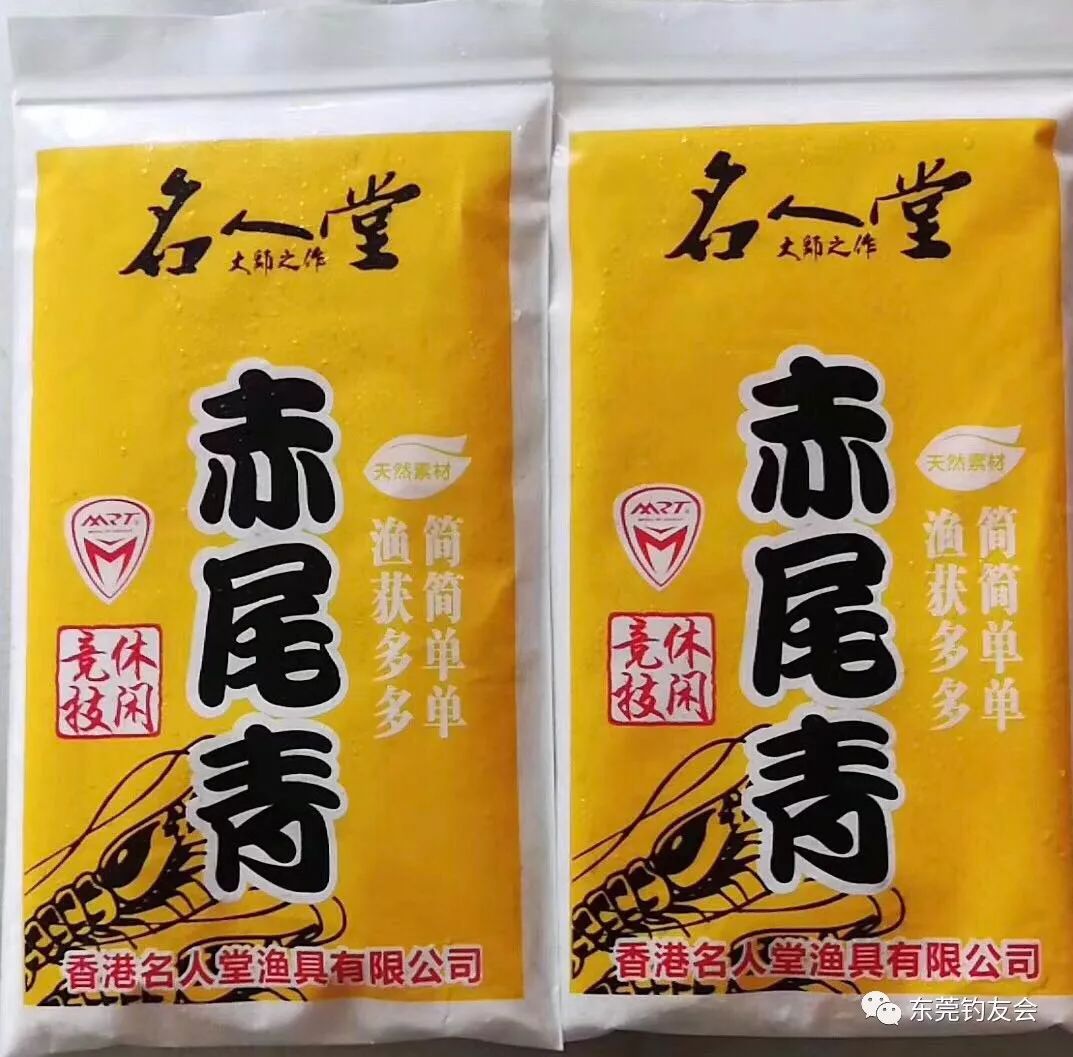 名人堂
大師之作
赤尾青
天然素材
简简单单
渔获多多
MRT
休闲
竞技
香港名人堂渔具有限公司
名人堂
大師之作
赤尾青
天然素材
简简单单
渔获多多
MRT
休闲
竞技
香港名人堂渔具有限公司
东莞钓友会